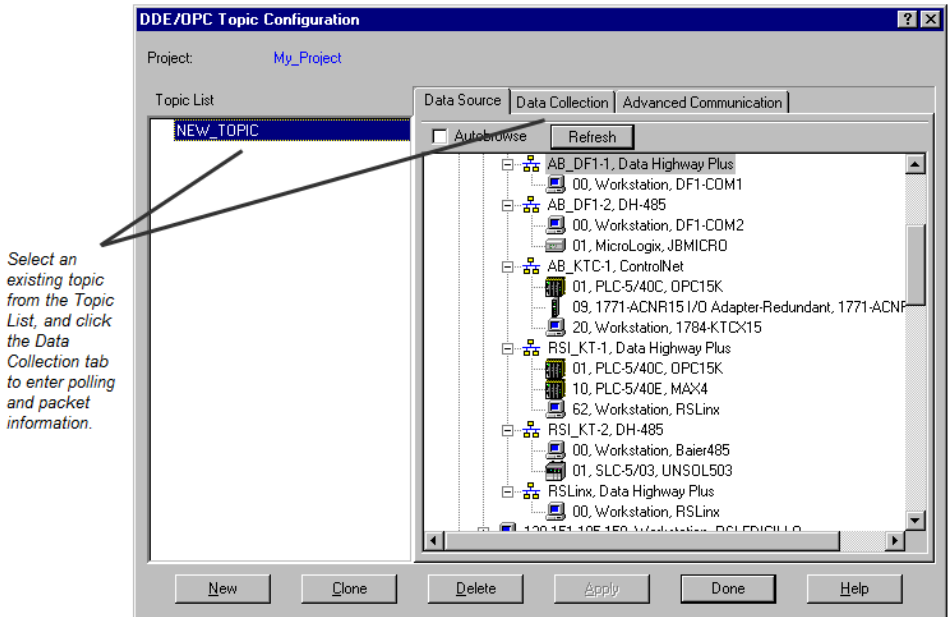 DDE/OPC Topic Configuration
Project: My_Project
Topic List
NEW_TOPIC
Data Source
Data Collection
Advanced Communication
Autobrowse
Refresh
AB_DF1-1, Data Highway Plus
00, Workstation, DF1-COM1
AB_DF1-2, DH-485
00, Workstation, DF1-COM2
01, MicroLogix, JBMICRO
AB_KTC-1, ControlNet
01, PLC-5/40C, OPC15K
09, 1771-ACNR15 I/O Adapter-Redundant, 1771-ACNR
20, Workstation, 1784-KTCX15
RSI_KT-1, Data Highway Plus
01, PLC-5/40C, OPC15K
10, PLC-5/40E, MAX4
62, Workstation, RSLinx
RSI_KT-2, DH-485
00, Workstation, Baier485
01, SLC-5/03, UNSOL503
RSLinx, Data Highway Plus
00, Workstation, RSLinx
Select an
existing topic
from the Topic
List, and click
the Data
Collection tab
to enter polling
and packet
information.
New
Clone
Delete
Apply
Done
Help